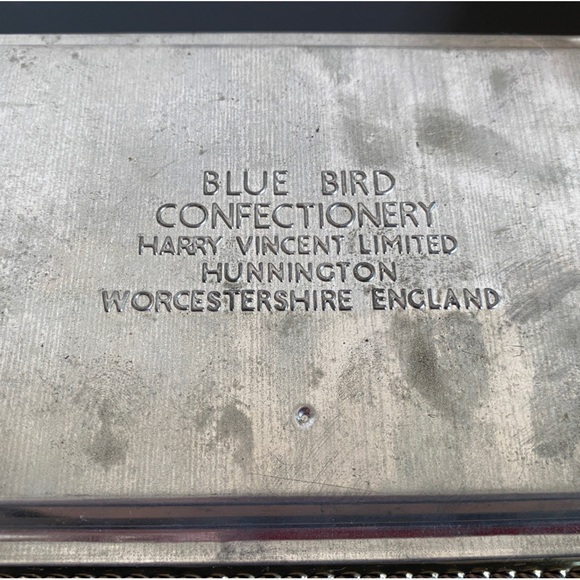 BLUE BIRD
CONFECTIONERY
HARRY VINCENT LIMITED
HUNNINGTON
WORCESTERSHIRE ENGLAND